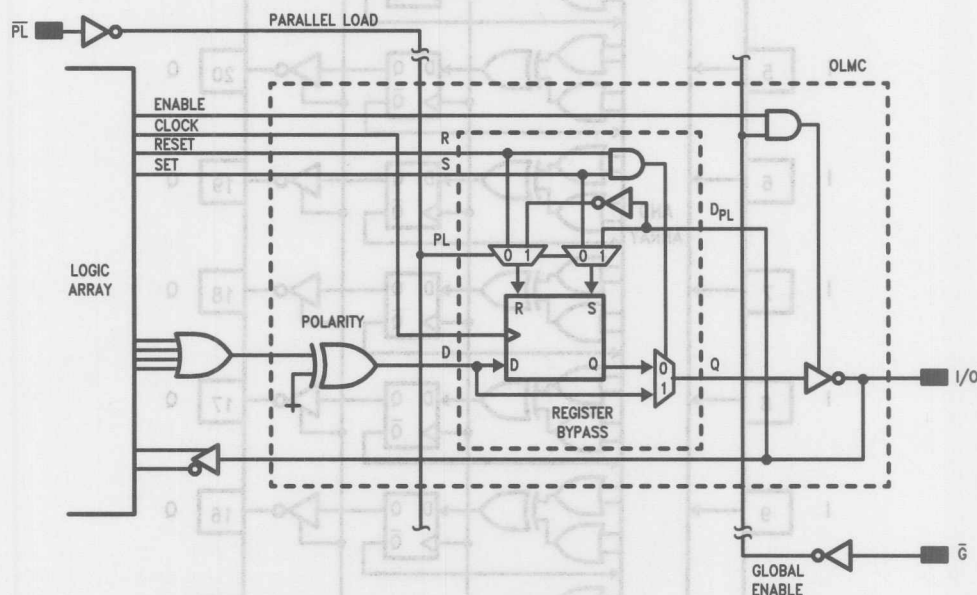 P̅L̅
PARALLEL LOAD
OLMC
ENABLE
CLOCK
RESET
SET
R
S
D_PL
PL
0 1
0 1
LOGIC
ARRAY
R
S
POLARITY
D
D
Q
0
1
Q
I/O
REGISTER
BYPASS
G̅
GLOBAL
ENABLE